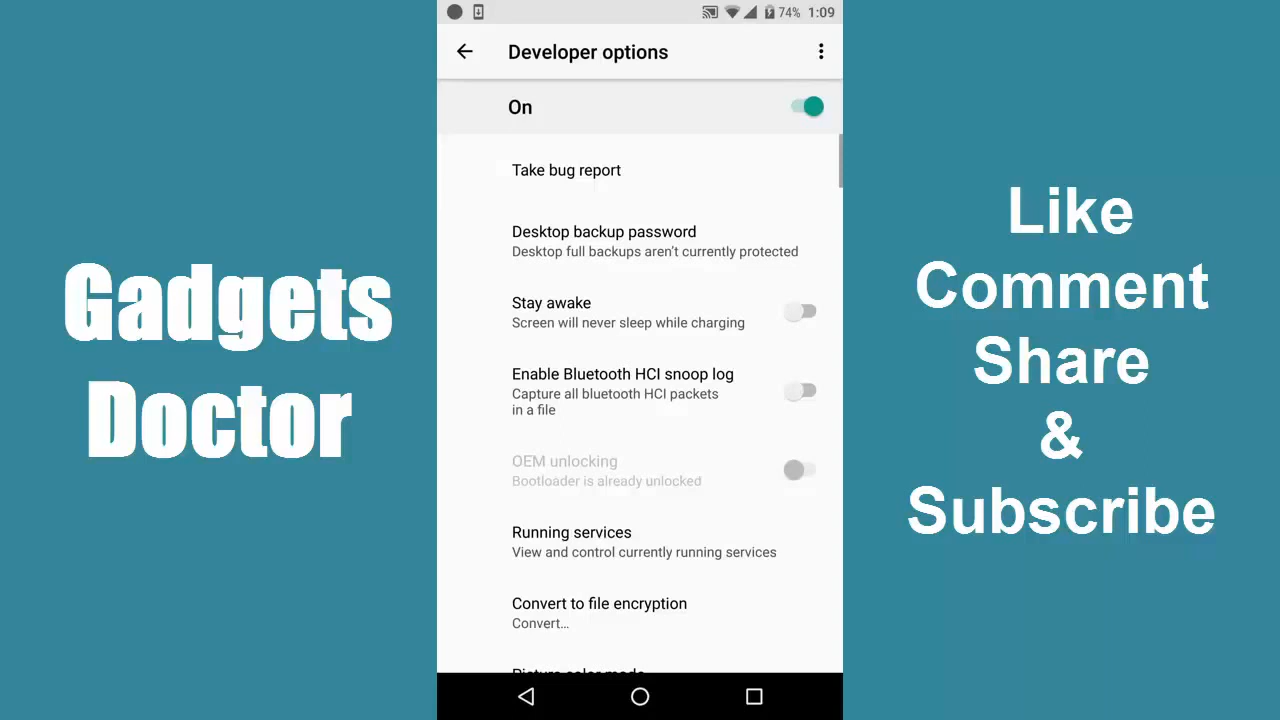 Gadgets
Doctor
74% 1:09
Developer options
On
Take bug report
Desktop backup password
Desktop full backups aren't currently protected
Stay awake
Screen will never sleep while charging
Enable Bluetooth HCI snoop log
Capture all bluetooth HCI packets
in a file
OEM unlocking
Bootloader is already unlocked
Running services
View and control currently running services
Convert to file encryption
Convert…
Picture color mode
Like
Comment
Share
&
Subscribe